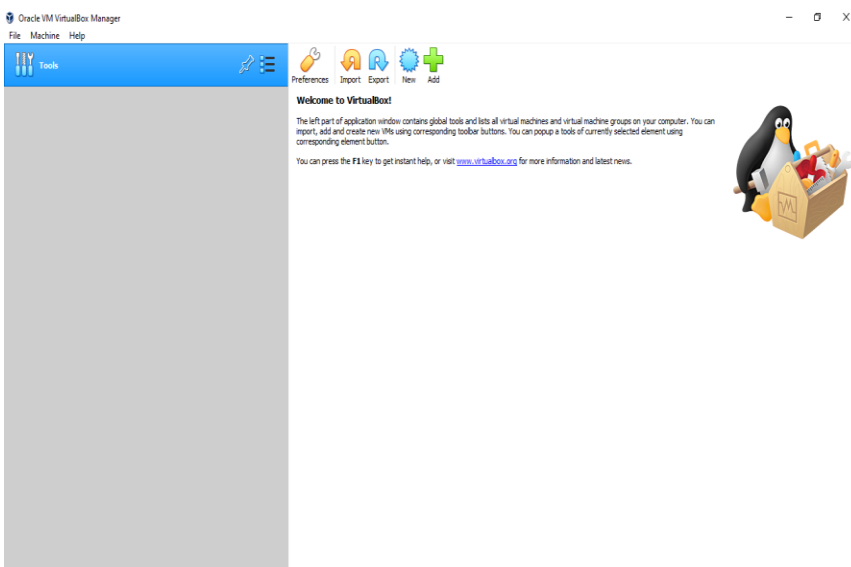 Oracle VM VirtualBox Manager
File Machine Help
Tools
Preferences Import Export New Add
Welcome to VirtualBox!
The left part of application window contains global tools and lists all virtual machines and virtual machine groups on your computer. You can
import, add and create new VMs using corresponding toolbar buttons. You can popup a tools of currently selected element using
corresponding element button.
You can press the F1 key to get instant help, or visit www.virtualbox.org for more information and latest news.